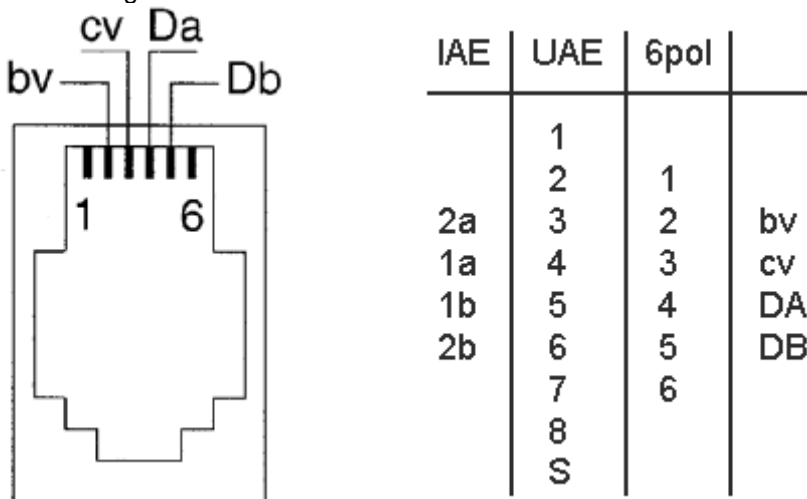 cv Da
bv Db
1 6
IAE UAE 6pol
1
2 1
2a 3 2 bv
1a 4 3 cv
1b 5 4 DA
2b 6 5 DB
7 6
8
S